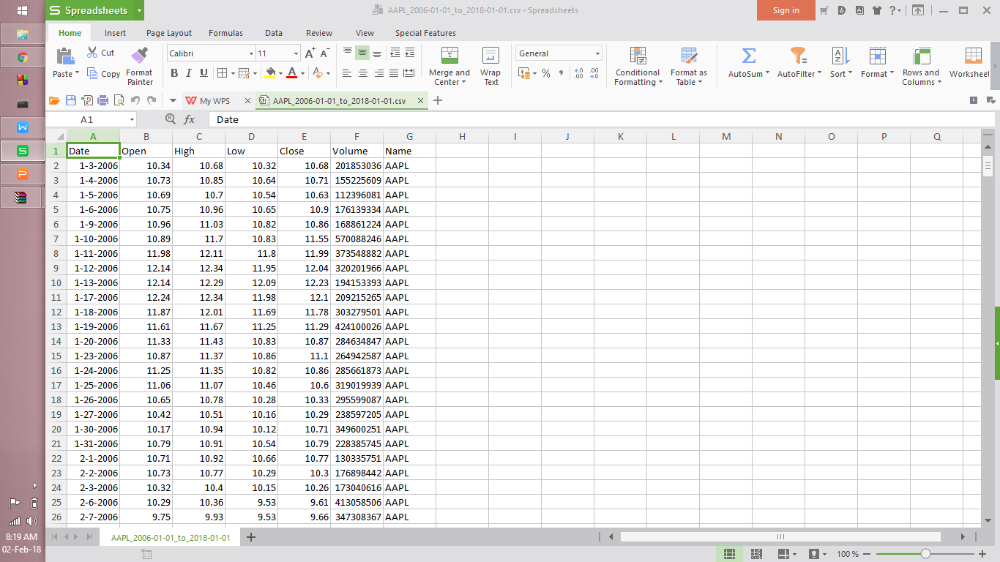 Spreadsheets
AAPL_2006-01-01_to_2018-01-01.csv - Spreadsheets
Sign in
Home Insert Page Layout Formulas Data Review View Special Features
Paste Cut Copy Format Painter
Calibri 11
B I U
Merge and Center Wrap Text
General
Conditional Formatting Format as Table
AutoSum AutoFilter Sort Format Rows and Columns Worksheet
My WPS AAPL_2006-01-01_to_2018-01-01.csv
A1 fx Date
A B C D E F G H I J K L M N O P Q
1 Date Open High Low Close Volume Name
2 1-3-2006 10.34 10.68 10.32 10.68 201853036 AAPL
3 1-4-2006 10.73 10.85 10.64 10.71 155225609 AAPL
4 1-5-2006 10.69 10.7 10.54 10.63 112396081 AAPL
5 1-6-2006 10.75 10.96 10.65 10.9 176139334 AAPL
6 1-9-2006 10.96 11.03 10.82 10.86 168861224 AAPL
7 1-10-2006 10.89 11.7 10.83 11.55 570088246 AAPL
8 1-11-2006 11.98 12.11 11.8 11.99 373548882 AAPL
9 1-12-2006 12.14 12.34 11.95 12.04 320201966 AAPL
10 1-13-2006 12.14 12.29 12.09 12.23 194153393 AAPL
11 1-17-2006 12.24 12.34 11.98 12.1 209215265 AAPL
12 1-18-2006 11.87 12.01 11.69 11.78 303279501 AAPL
13 1-19-2006 11.61 11.67 11.25 11.29 424100026 AAPL
14 1-20-2006 11.33 11.43 10.83 10.87 284634847 AAPL
15 1-23-2006 10.87 11.37 10.86 11.1 264942587 AAPL
16 1-24-2006 11.25 11.35 10.82 10.86 285661873 AAPL
17 1-25-2006 11.06 11.07 10.46 10.6 319019939 AAPL
18 1-26-2006 10.65 10.78 10.28 10.33 295599087 AAPL
19 1-27-2006 10.42 10.51 10.16 10.29 238597205 AAPL
20 1-30-2006 10.17 10.94 10.12 10.71 349600251 AAPL
21 1-31-2006 10.79 10.91 10.54 10.79 228385745 AAPL
22 2-1-2006 10.71 10.92 10.66 10.77 130335751 AAPL
23 2-2-2006 10.73 10.77 10.29 10.3 176898442 AAPL
24 2-3-2006 10.32 10.4 10.15 10.26 173040616 AAPL
25 2-6-2006 10.29 10.36 9.53 9.61 413058506 AAPL
26 2-7-2006 9.75 9.93 9.53 9.66 347308367 AAPL
AAPL_2006-01-01_to_2018-01-01
8:19 AM
02-Feb-18
100 %